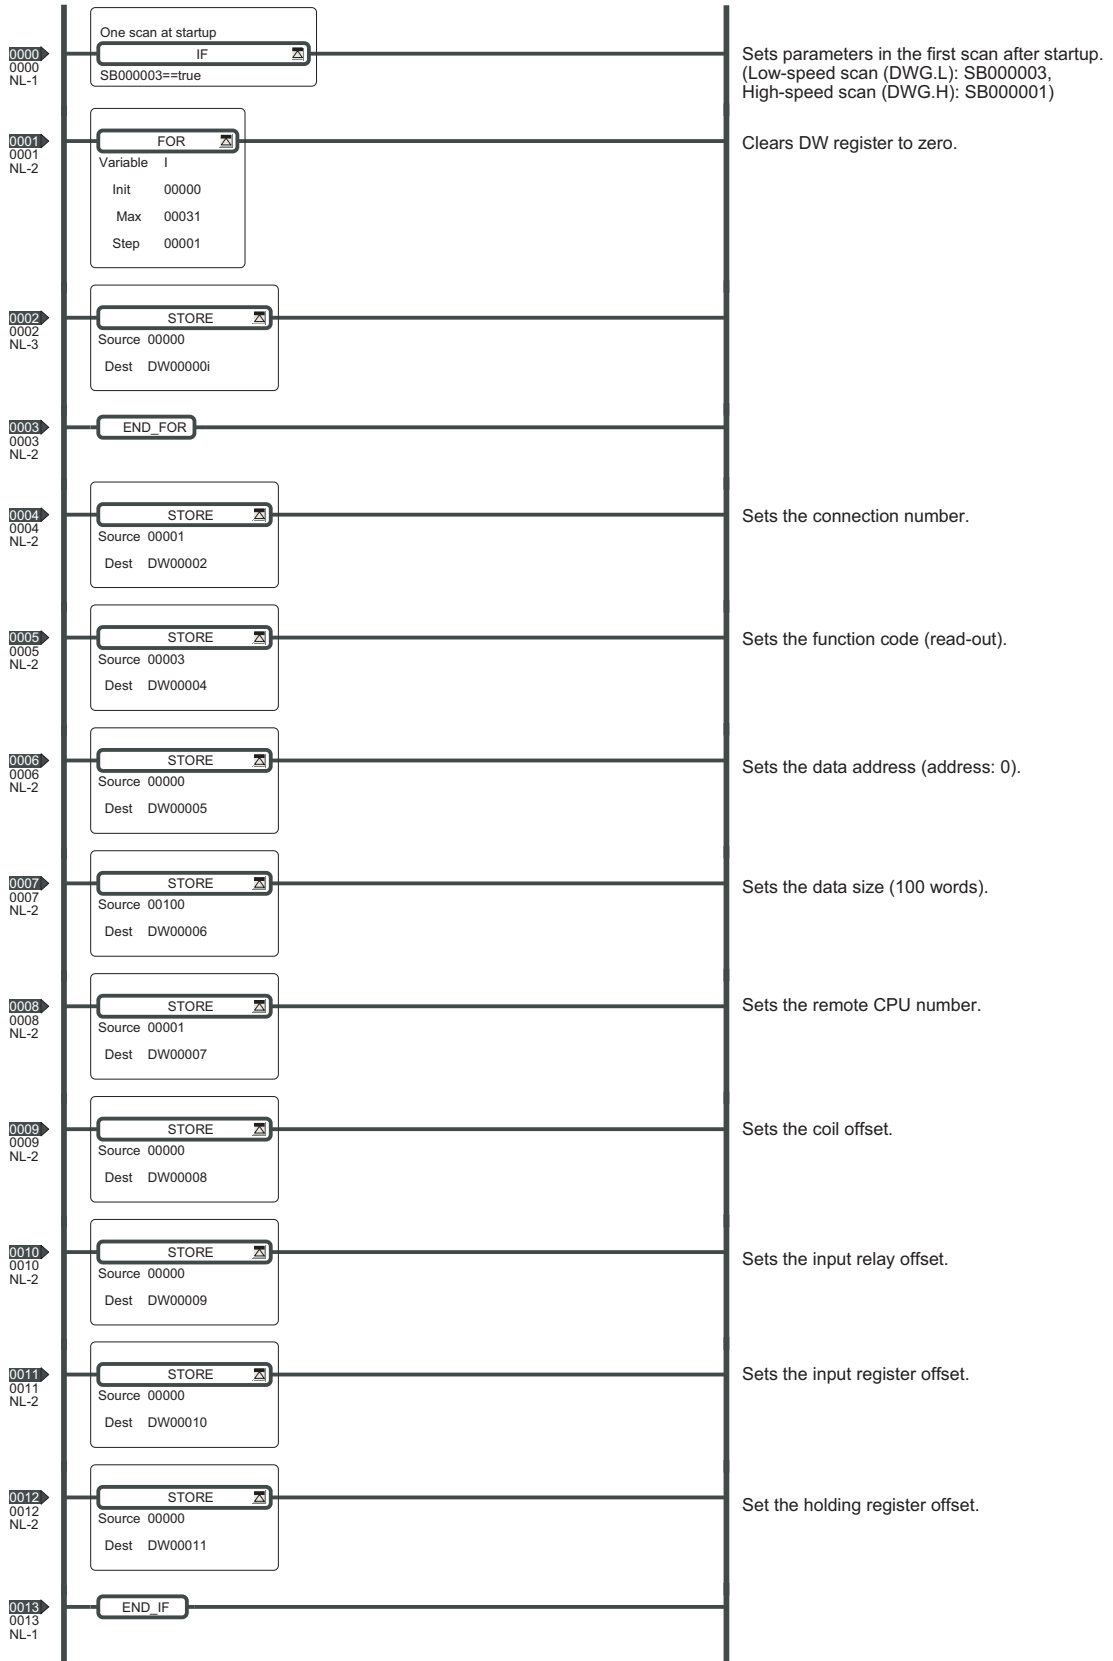 One scan at startup
0000
IF
Sets parameters in the first scan after startup.
0000
NL-1
SB000003==true
(Low-speed scan (DWG.L): SB000003,
High-speed scan (DWG.H): SB000001)
0001
FOR
Clears DW register to zero.
0001
NL-2
Variable I
Init 00000
Max 00031
Step 00001
0002
STORE
0002
NL-3
Source 00000
Dest DW00000i
0003
END_FOR
0003
NL-2
0004
STORE
Sets the connection number.
0004
NL-2
Source 00001
Dest DW00002
0005
STORE
Sets the function code (read-out).
0005
NL-2
Source 00003
Dest DW00004
0006
STORE
Sets the data address (address: 0).
0006
NL-2
Source 00000
Dest DW00005
0007
STORE
Sets the data size (100 words).
0007
NL-2
Source 00100
Dest DW00006
0008
STORE
Sets the remote CPU number.
0008
NL-2
Source 00001
Dest DW00007
0009
STORE
Sets the coil offset.
0009
NL-2
Source 00000
Dest DW00008
0010
STORE
Sets the input relay offset.
0010
NL-2
Source 00000
Dest DW00009
0011
STORE
Sets the input register offset.
0011
NL-2
Source 00000
Dest DW00010
0012
STORE
Set the holding register offset.
0012
NL-2
Source 00000
Dest DW00011
0013
END_IF
0013
NL-1